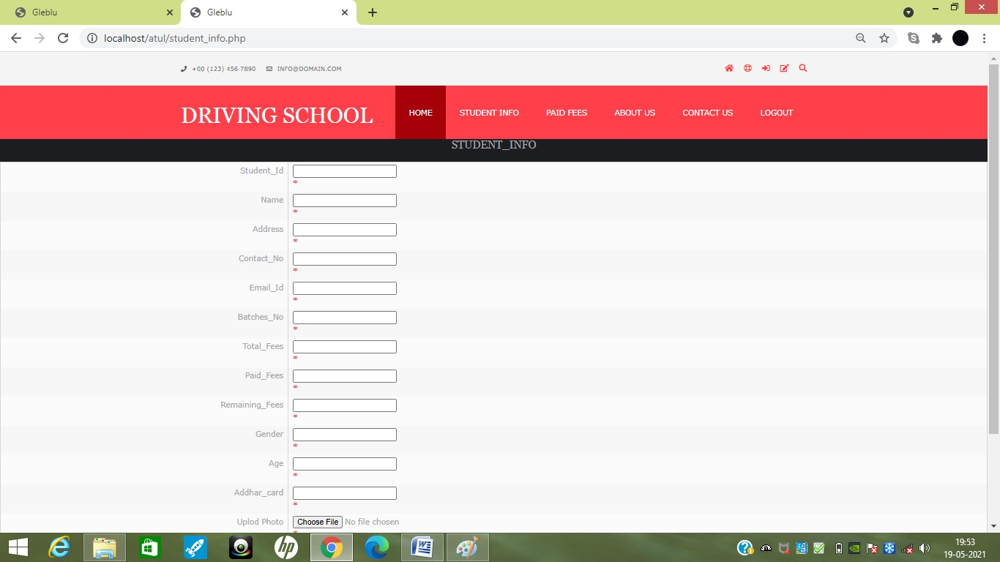 Gleblu
Gleblu
localhost/atul/student_info.php
+00 (123) 456 7890 INFO@DOMAIN.COM
DRIVING SCHOOL HOME STUDENT INFO PAID FEES ABOUT US CONTACT US LOGOUT
STUDENT_INFO
Student_Id
*
Name
*
Address
*
Contact_No
*
Email_Id
*
Batches_No
*
Total_Fees
*
Paid_Fees
*
Remaining_Fees
*
Gender
*
Age
*
Addhar_card
*
Uplod Photo Choose File No file chosen
*
19:53
19-05-2021